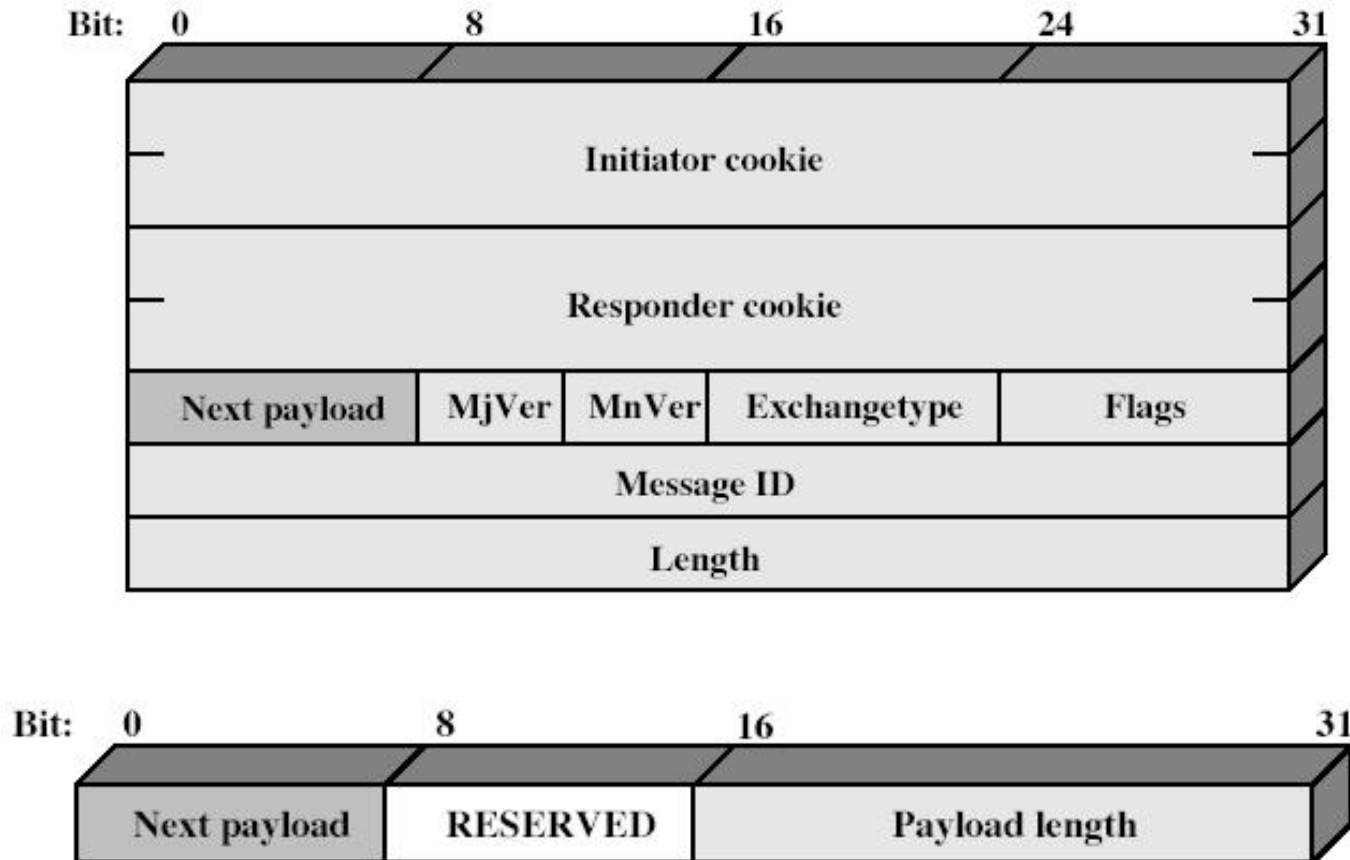 Bit: 0 8 16 24 31
Initiator cookie
Responder cookie
Next payload MjVer MnVer Exchangetype Flags
Message ID
Length
Bit: 0 8 16 31
Next payload RESERVED Payload length